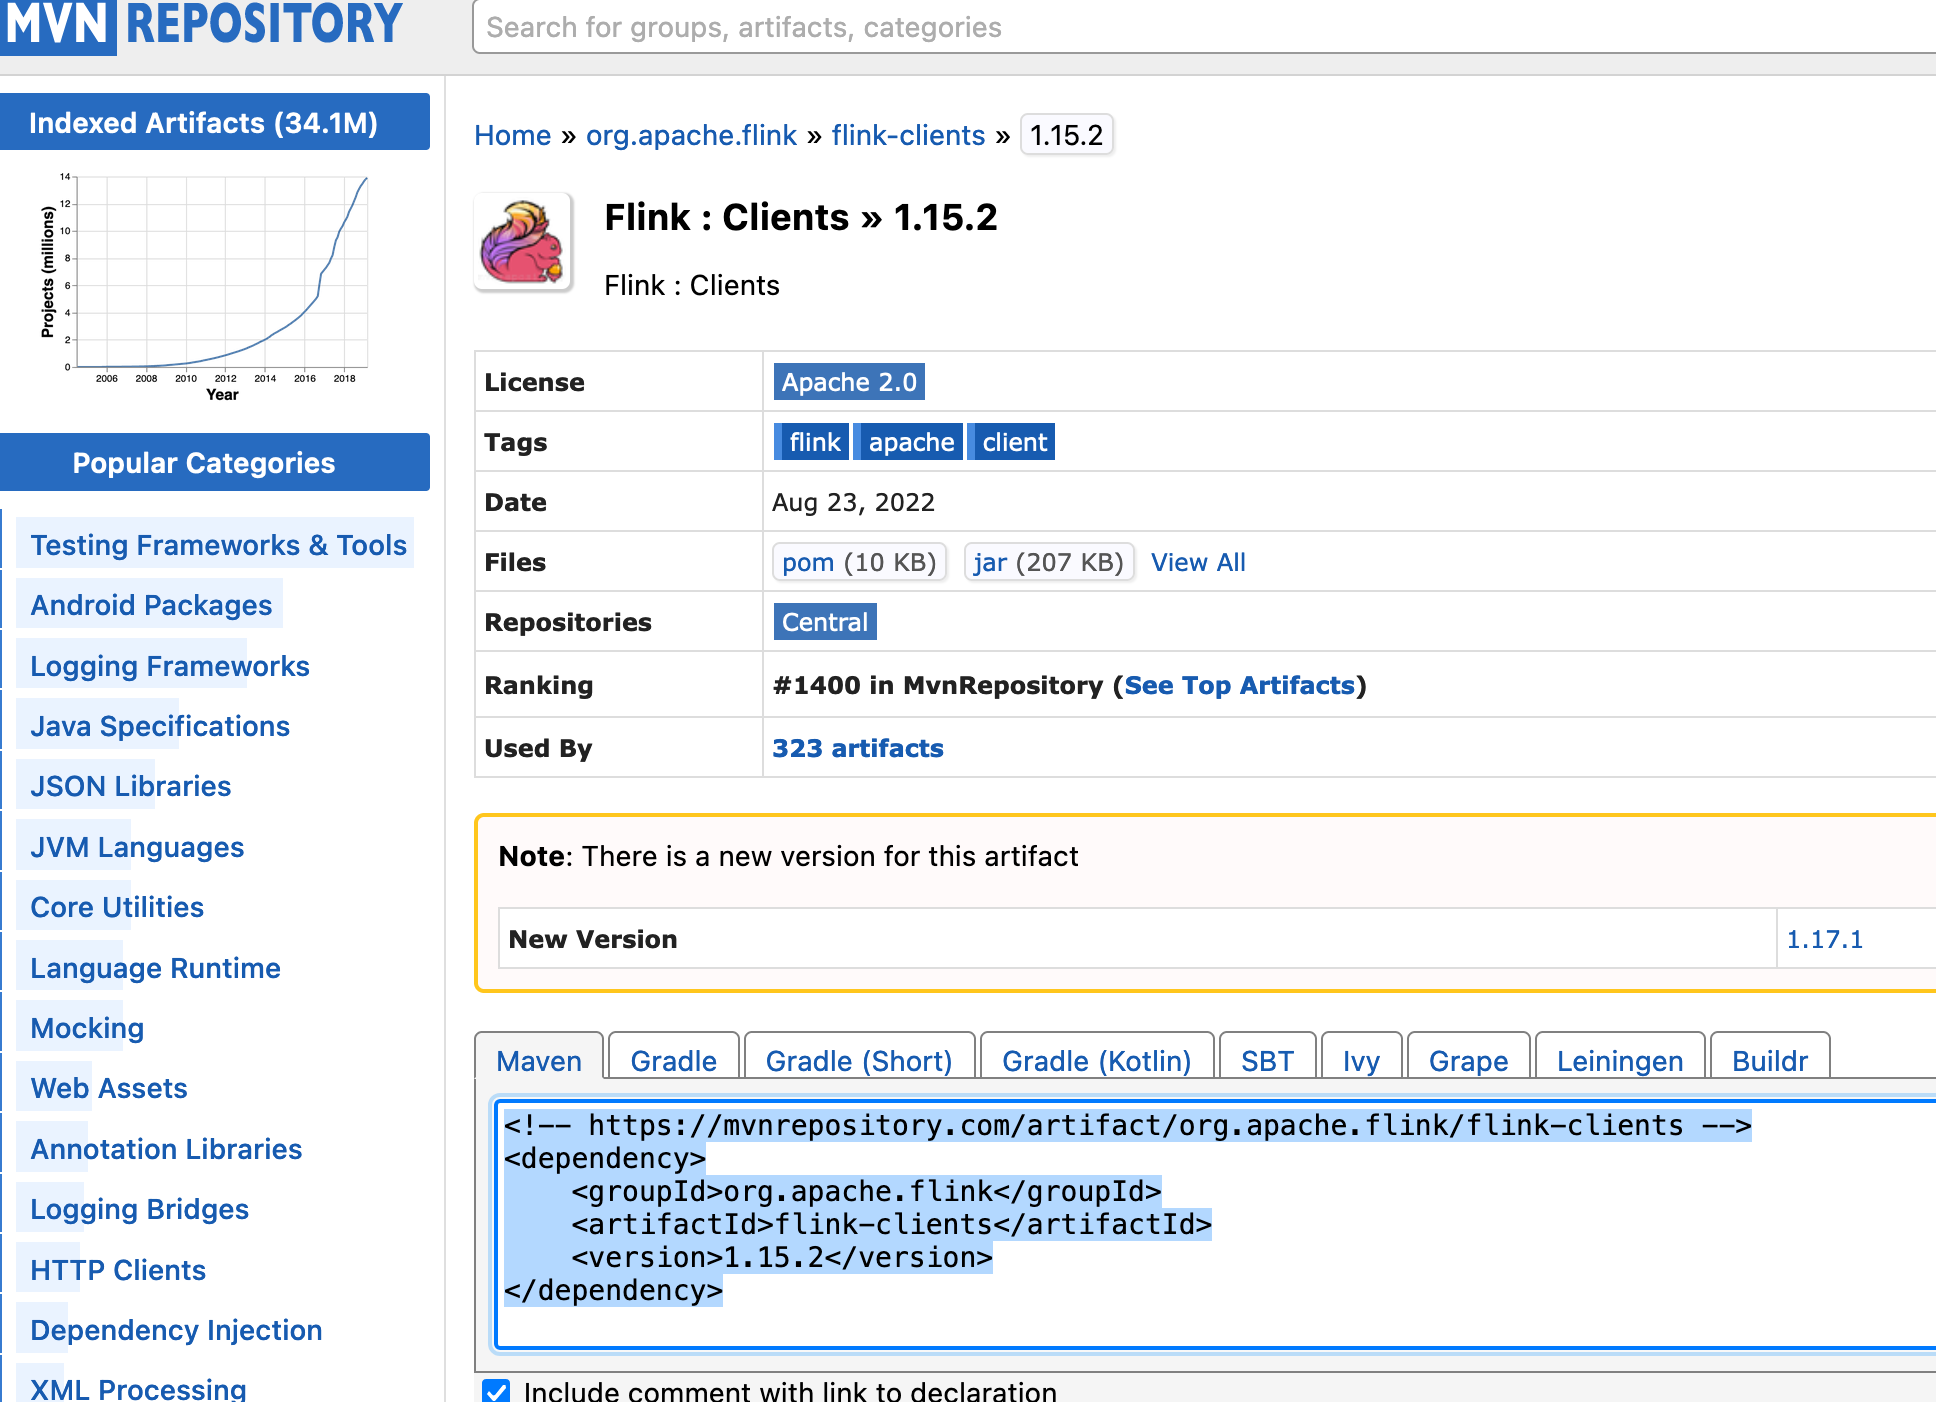 MVN REPOSITORY
Search for groups, artifacts, categories
Indexed Artifacts (34.1M)
Projects (millions)
14
12
10
8
6
4
2
0
2006 2008 2010 2012 2014 2016 2018
Year
Popular Categories
Testing Frameworks & Tools
Android Packages
Logging Frameworks
Java Specifications
JSON Libraries
JVM Languages
Core Utilities
Language Runtime
Mocking
Web Assets
Annotation Libraries
Logging Bridges
HTTP Clients
Dependency Injection
XML Processing
Home » org.apache.flink » flink-clients » 1.15.2
Flink : Clients » 1.15.2
Flink : Clients
License Apache 2.0
Tags flink apache client
Date Aug 23, 2022
Files pom (10 KB) jar (207 KB) View All
Repositories Central
Ranking #1400 in MvnRepository (See Top Artifacts)
Used By 323 artifacts
Note: There is a new version for this artifact
New Version 1.17.1
Maven Gradle Gradle (Short) Gradle (Kotlin) SBT Ivy Grape Leiningen Buildr
<!-- https://mvnrepository.com/artifact/org.apache.flink/flink-clients -->
<dependency>
    <groupId>org.apache.flink</groupId>
    <artifactId>flink-clients</artifactId>
    <version>1.15.2</version>
</dependency>
Include comment with link to declaration